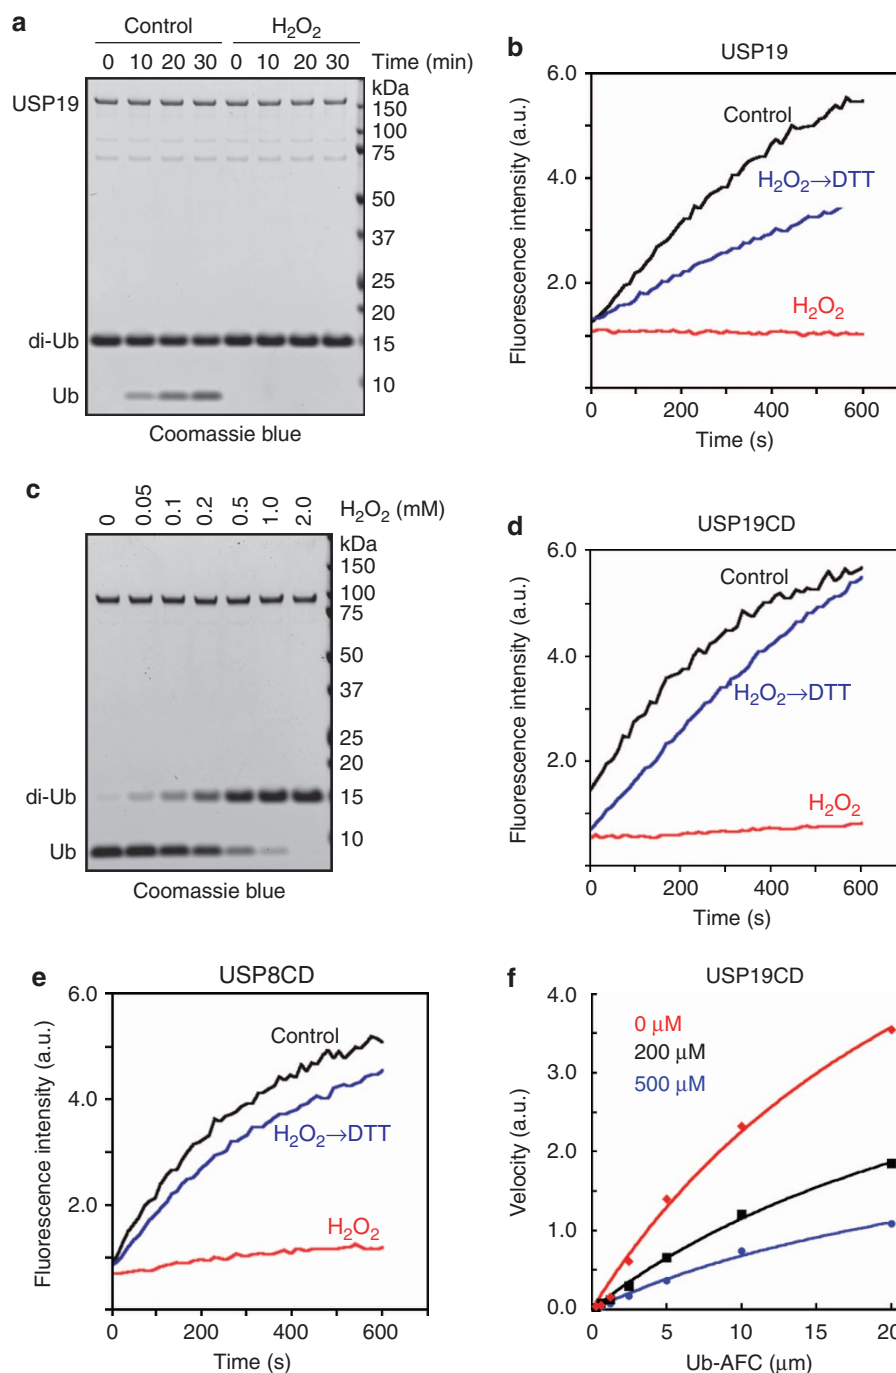 a
Control H₂O₂
0 10 20 30 0 10 20 30 Time (min)
kDa
USP19
150
100
75
50
37
25
20
di-Ub
15
Ub
10
Coomassie blue
b
USP19
6.0
4.0
2.0
Fluorescence intensity (a.u.)
Control
H₂O₂→DTT
H₂O₂
0 200 400 600
Time (s)
c
0 0.05 0.1 0.2 0.5 1.0 2.0 H₂O₂ (mM)
kDa
150
100
75
50
37
25
20
di-Ub
15
Ub
10
Coomassie blue
d
USP19CD
6.0
4.0
2.0
Fluorescence intensity (a.u.)
Control
H₂O₂→DTT
H₂O₂
0 200 400 600
Time (s)
e
USP8CD
6.0
4.0
2.0
Fluorescence intensity (a.u.)
Control
H₂O₂→DTT
H₂O₂
0 200 400 600
Time (s)
f
USP19CD
4.0
3.0
2.0
1.0
0.0
Velocity (a.u.)
0 μM
200 μM
500 μM
0 5 10 15 20
Ub-AFC (μm)